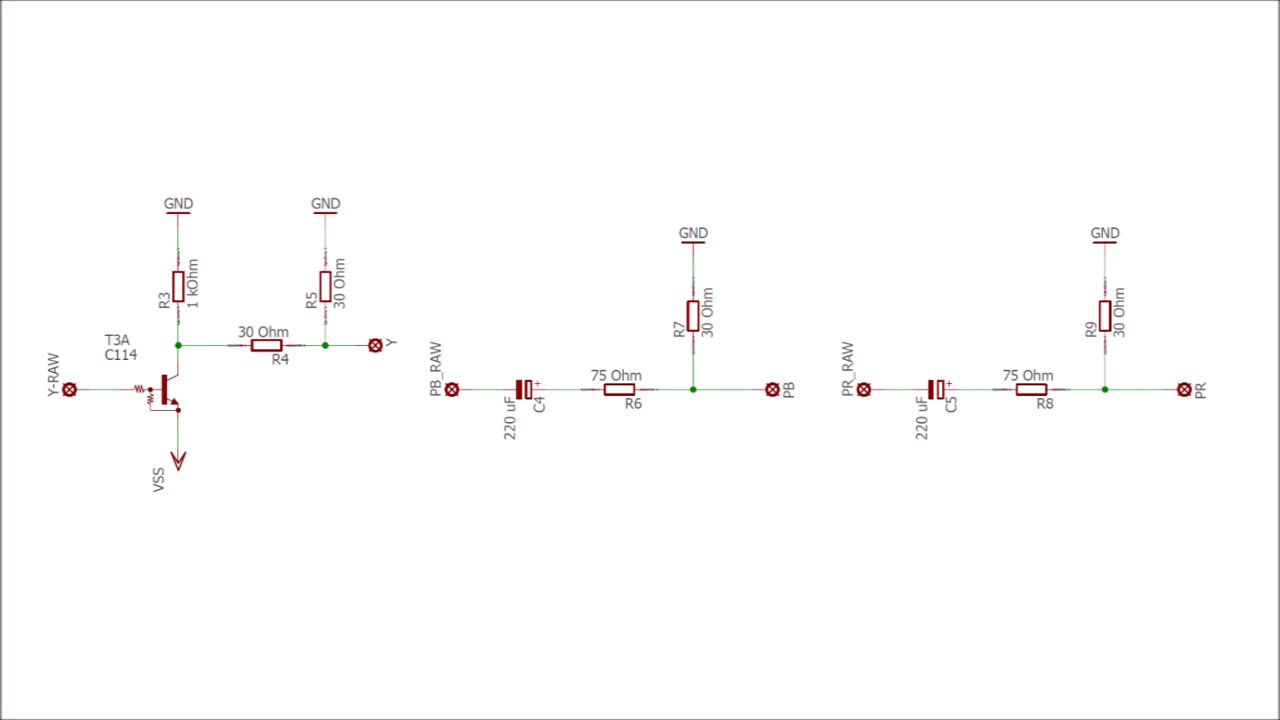 GND
R3
1 kOhm
GND
R5
30 Ohm
T3A
C114
30 Ohm
R4
Y
Y-RAW
VSS
GND
R7
30 Ohm
PB_RAW
+
220 uF
C4
75 Ohm
R6
PB
GND
R9
30 Ohm
PR_RAW
+
220 uF
C5
75 Ohm
R8
PR